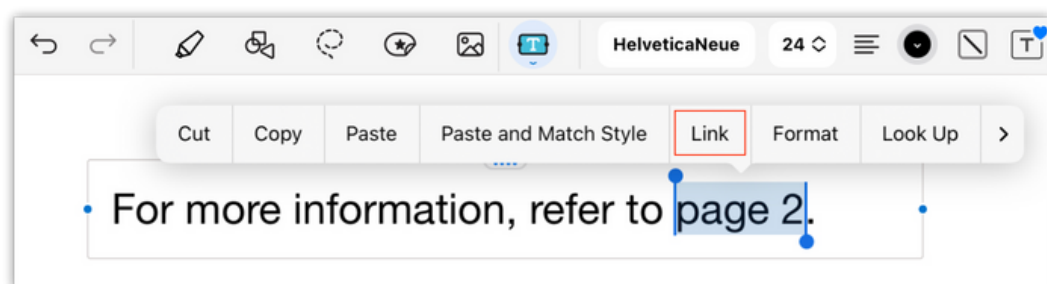 HelveticaNeue 24
T
Cut Copy Paste Paste and Match Style Link Format Look Up
For more information, refer to page 2.